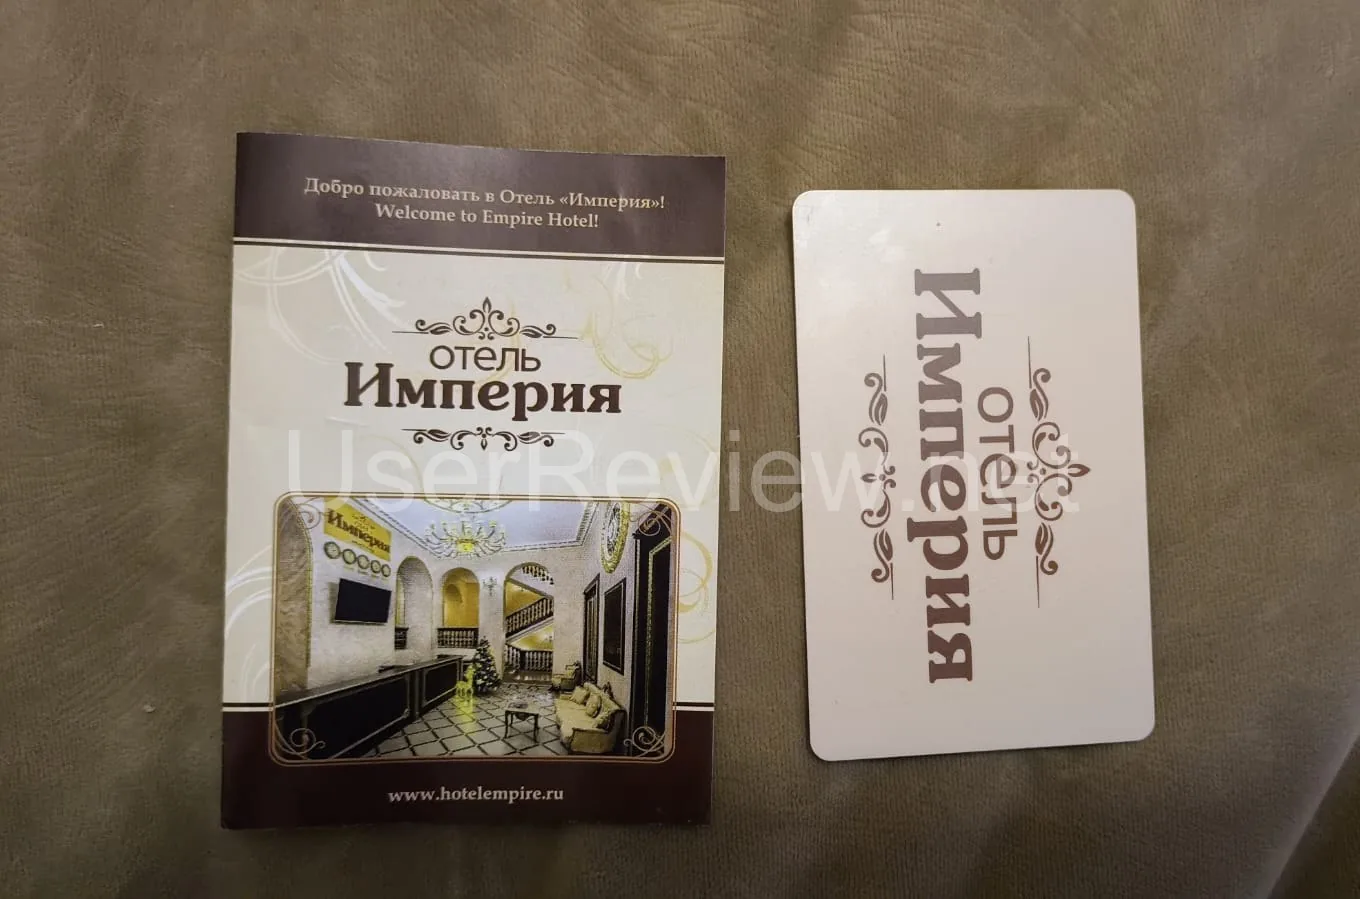 Добро пожаловать в Отель «Империя»!
Welcome to Empire Hotel!
отель
Империя
Империя
www.hotelempire.ru
отель
Империя
UserReview.net